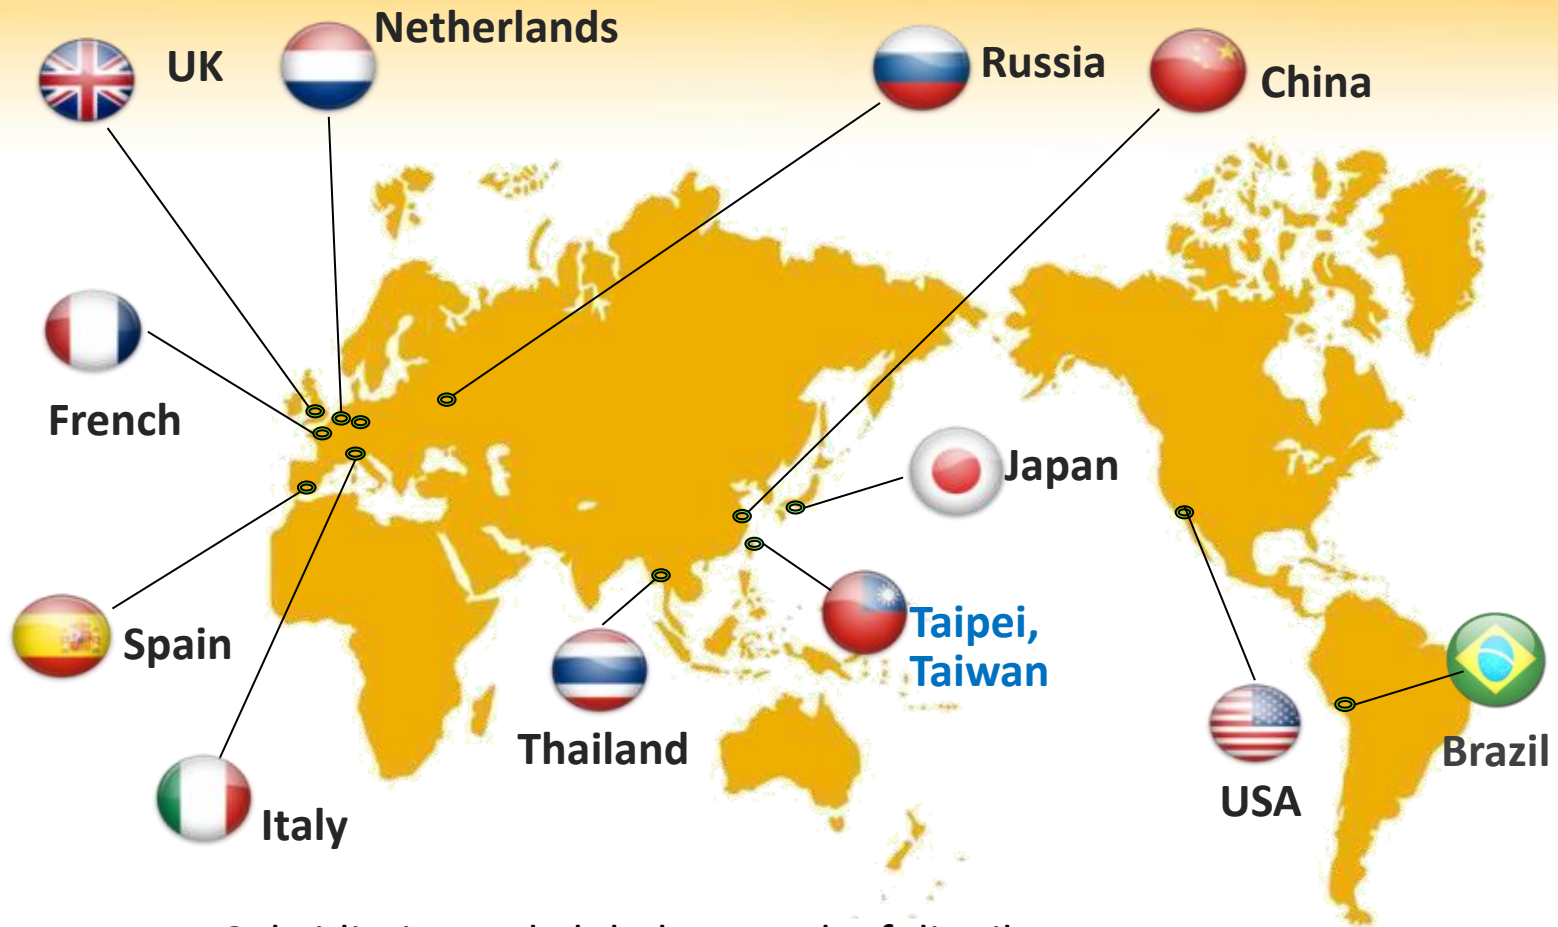 Netherlands
UK
Russia
China
French
Japan
Taipei,
Taiwan
Spain
Thailand
Brazil
USA
Italy